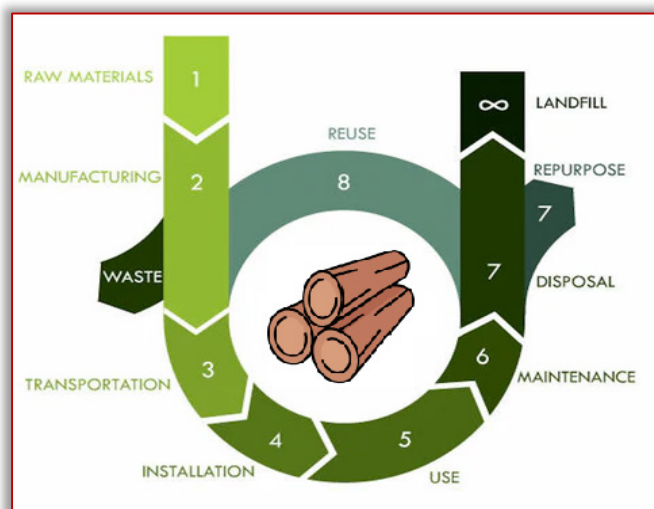 RAW MATERIALS
1
∞
LANDFILL
REUSE
REPURPOSE
MANUFACTURING
2
8
7
WASTE
7
DISPOSAL
3
6
TRANSPORTATION
MAINTENANCE
4
5
INSTALLATION
USE